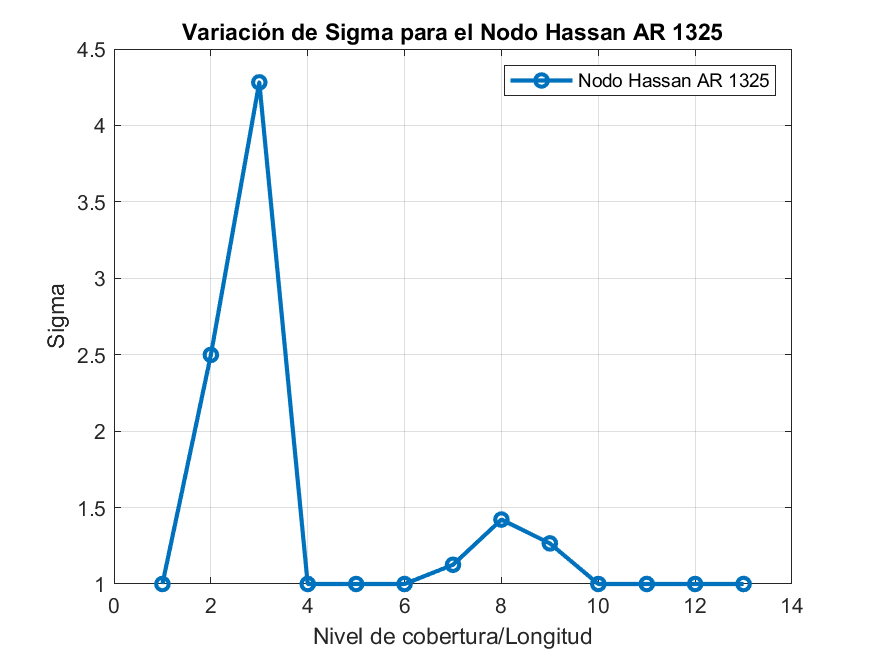 Variación de Sigma para el Nodo Hassan AR 1325
Nodo Hassan AR 1325
Sigma
4.5
4
3.5
3
2.5
2
1.5
1
0 2 4 6 8 10 12 14
Nivel de cobertura/Longitud